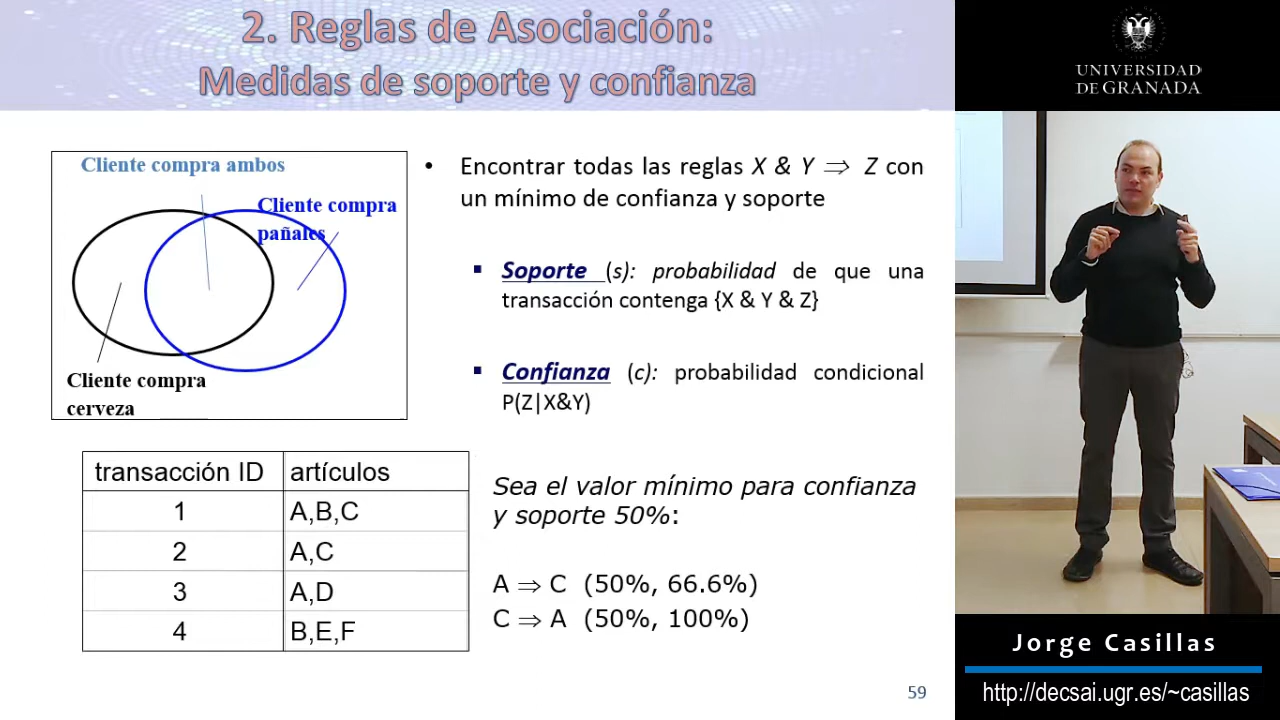 2. Reglas de Asociación:
Medidas de soporte y confianza
Cliente compra ambos
Cliente compra
pañales
Cliente compra
cerveza
• Encontrar todas las reglas X & Y ⇒ Z con
un mínimo de confianza y soporte
▪ Soporte (s): probabilidad de que una
transacción contenga {X & Y & Z}
▪ Confianza (c): probabilidad condicional
P(Z|X&Y)
transacción ID artículos
1 A,B,C
2 A,C
3 A,D
4 B,E,F
Sea el valor mínimo para confianza
y soporte 50%:
A ⇒ C (50%, 66.6%)
C ⇒ A (50%, 100%)
59
UNIVERSIDAD
DE GRANADA
Jorge Casillas
http://decsai.ugr.es/~casillas